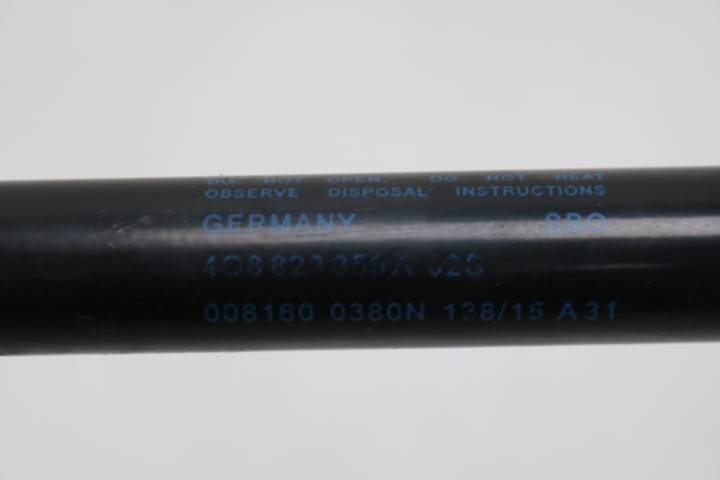 DO NOT OPEN. DO NOT HEAT
OBSERVE DISPOSAL INSTRUCTIONS
GERMANY
008160 0380N 138/15 A31